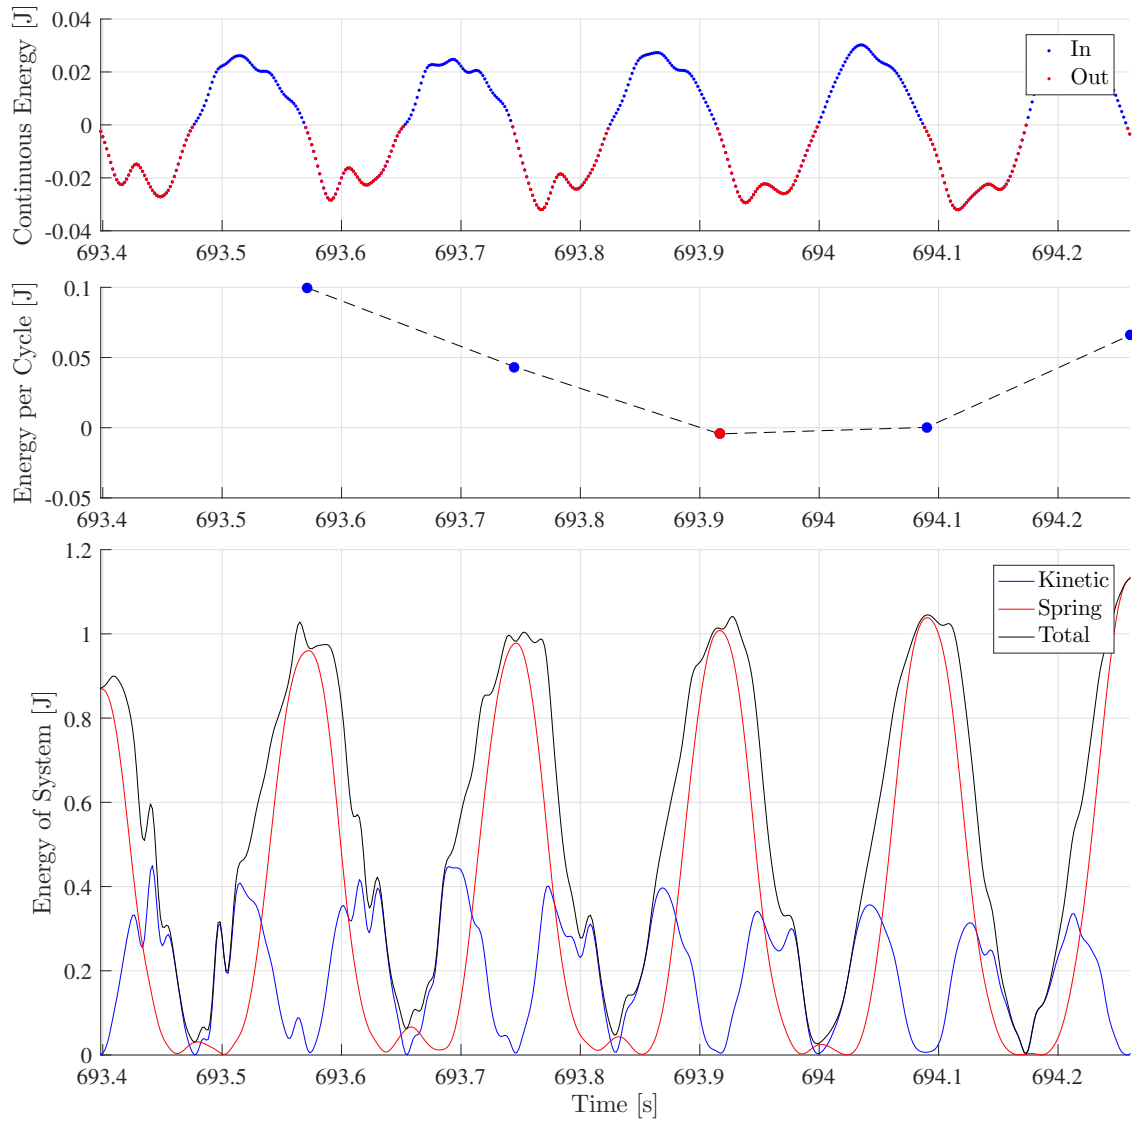 Continuous Energy [J]
0.04
0.02
0
-0.02
-0.04
In
Out
693.4 693.5 693.6 693.7 693.8 693.9 694 694.1 694.2
Energy per Cycle [J]
0.1
0.05
0
-0.05
693.4 693.5 693.6 693.7 693.8 693.9 694 694.1 694.2
Energy of System [J]
1.2
1
0.8
0.6
0.4
0.2
0
Kinetic
Spring
Total
693.4 693.5 693.6 693.7 693.8 693.9 694 694.1 694.2
Time [s]